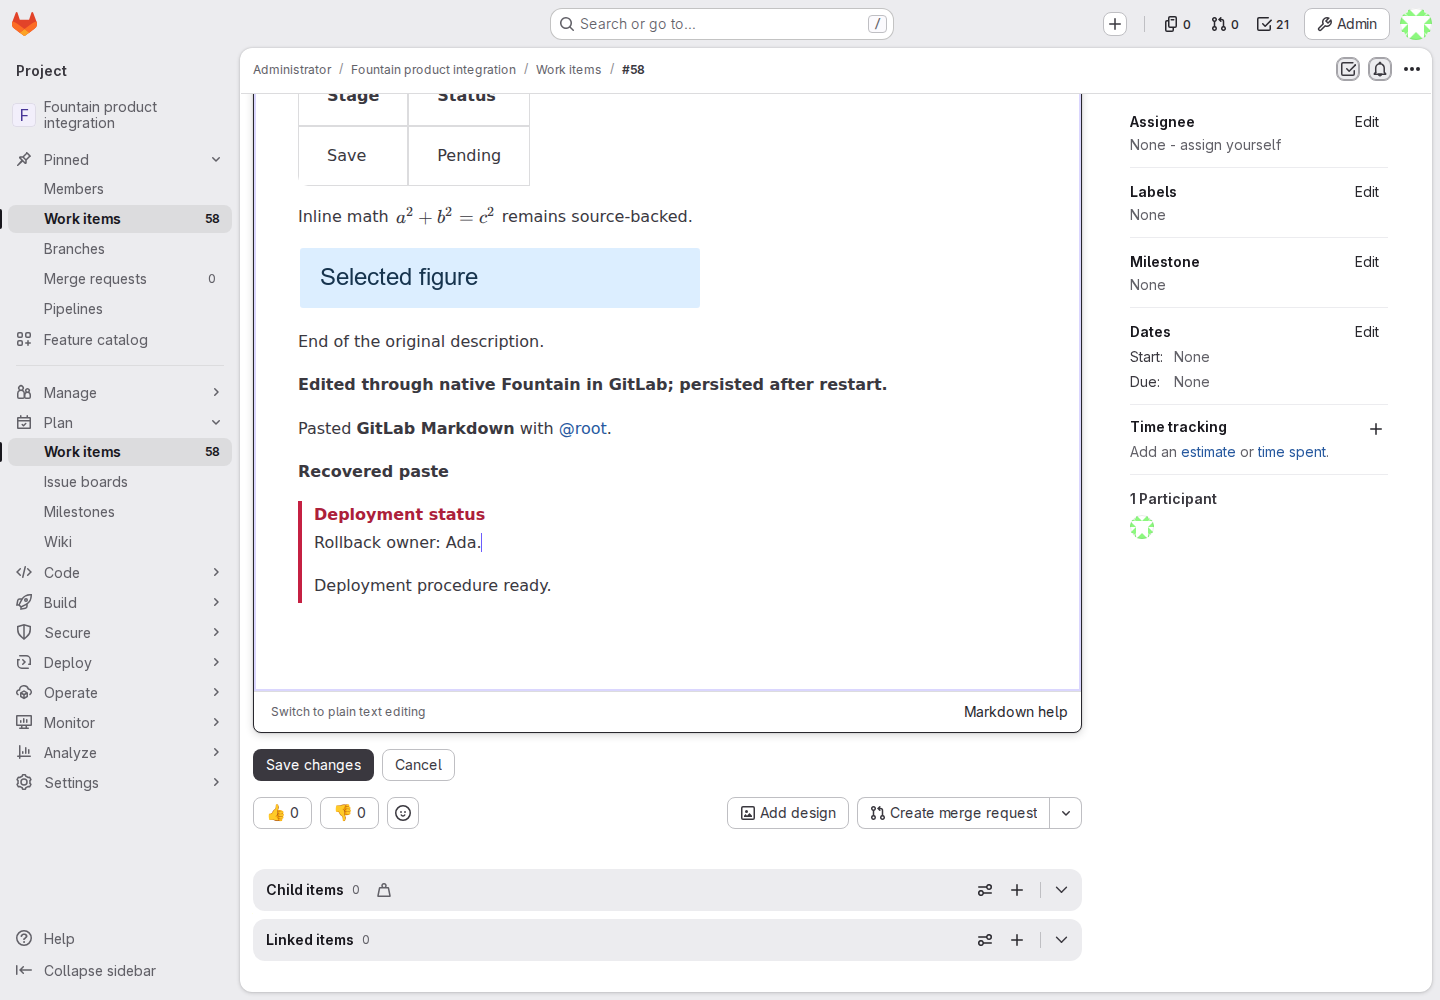 Search or go to...
/
0
0
21
Admin
Project
F
Fountain product integration
Pinned
Members
Work items
58
Branches
Merge requests
0
Pipelines
Feature catalog
Manage
Plan
Work items
58
Issue boards
Milestones
Wiki
Code
Build
Secure
Deploy
Operate
Monitor
Analyze
Settings
Help
Collapse sidebar
Administrator / Fountain product integration / Work items / #58
Stage Status
Save Pending
Inline math a² + b² = c² remains source-backed.
Selected figure
End of the original description.
Edited through native Fountain in GitLab; persisted after restart.
Pasted GitLab Markdown with @root.
Recovered paste
Deployment status
Rollback owner: Ada.
Deployment procedure ready.
Switch to plain text editing
Markdown help
Save changes
Cancel
👍 0
👎 0
Add design
Create merge request
Child items 0
Linked items 0
Assignee Edit
None - assign yourself
Labels Edit
None
Milestone Edit
None
Dates Edit
Start: None
Due: None
Time tracking
Add an estimate or time spent.
1 Participant